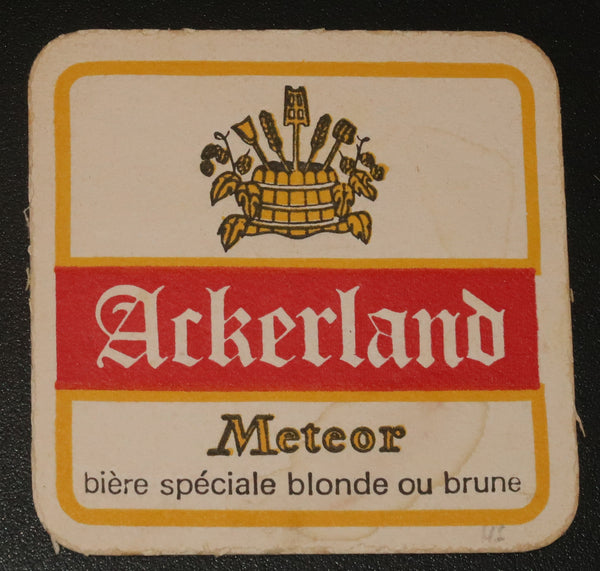 Ackerland
Meteor
bière spéciale blonde ou brune